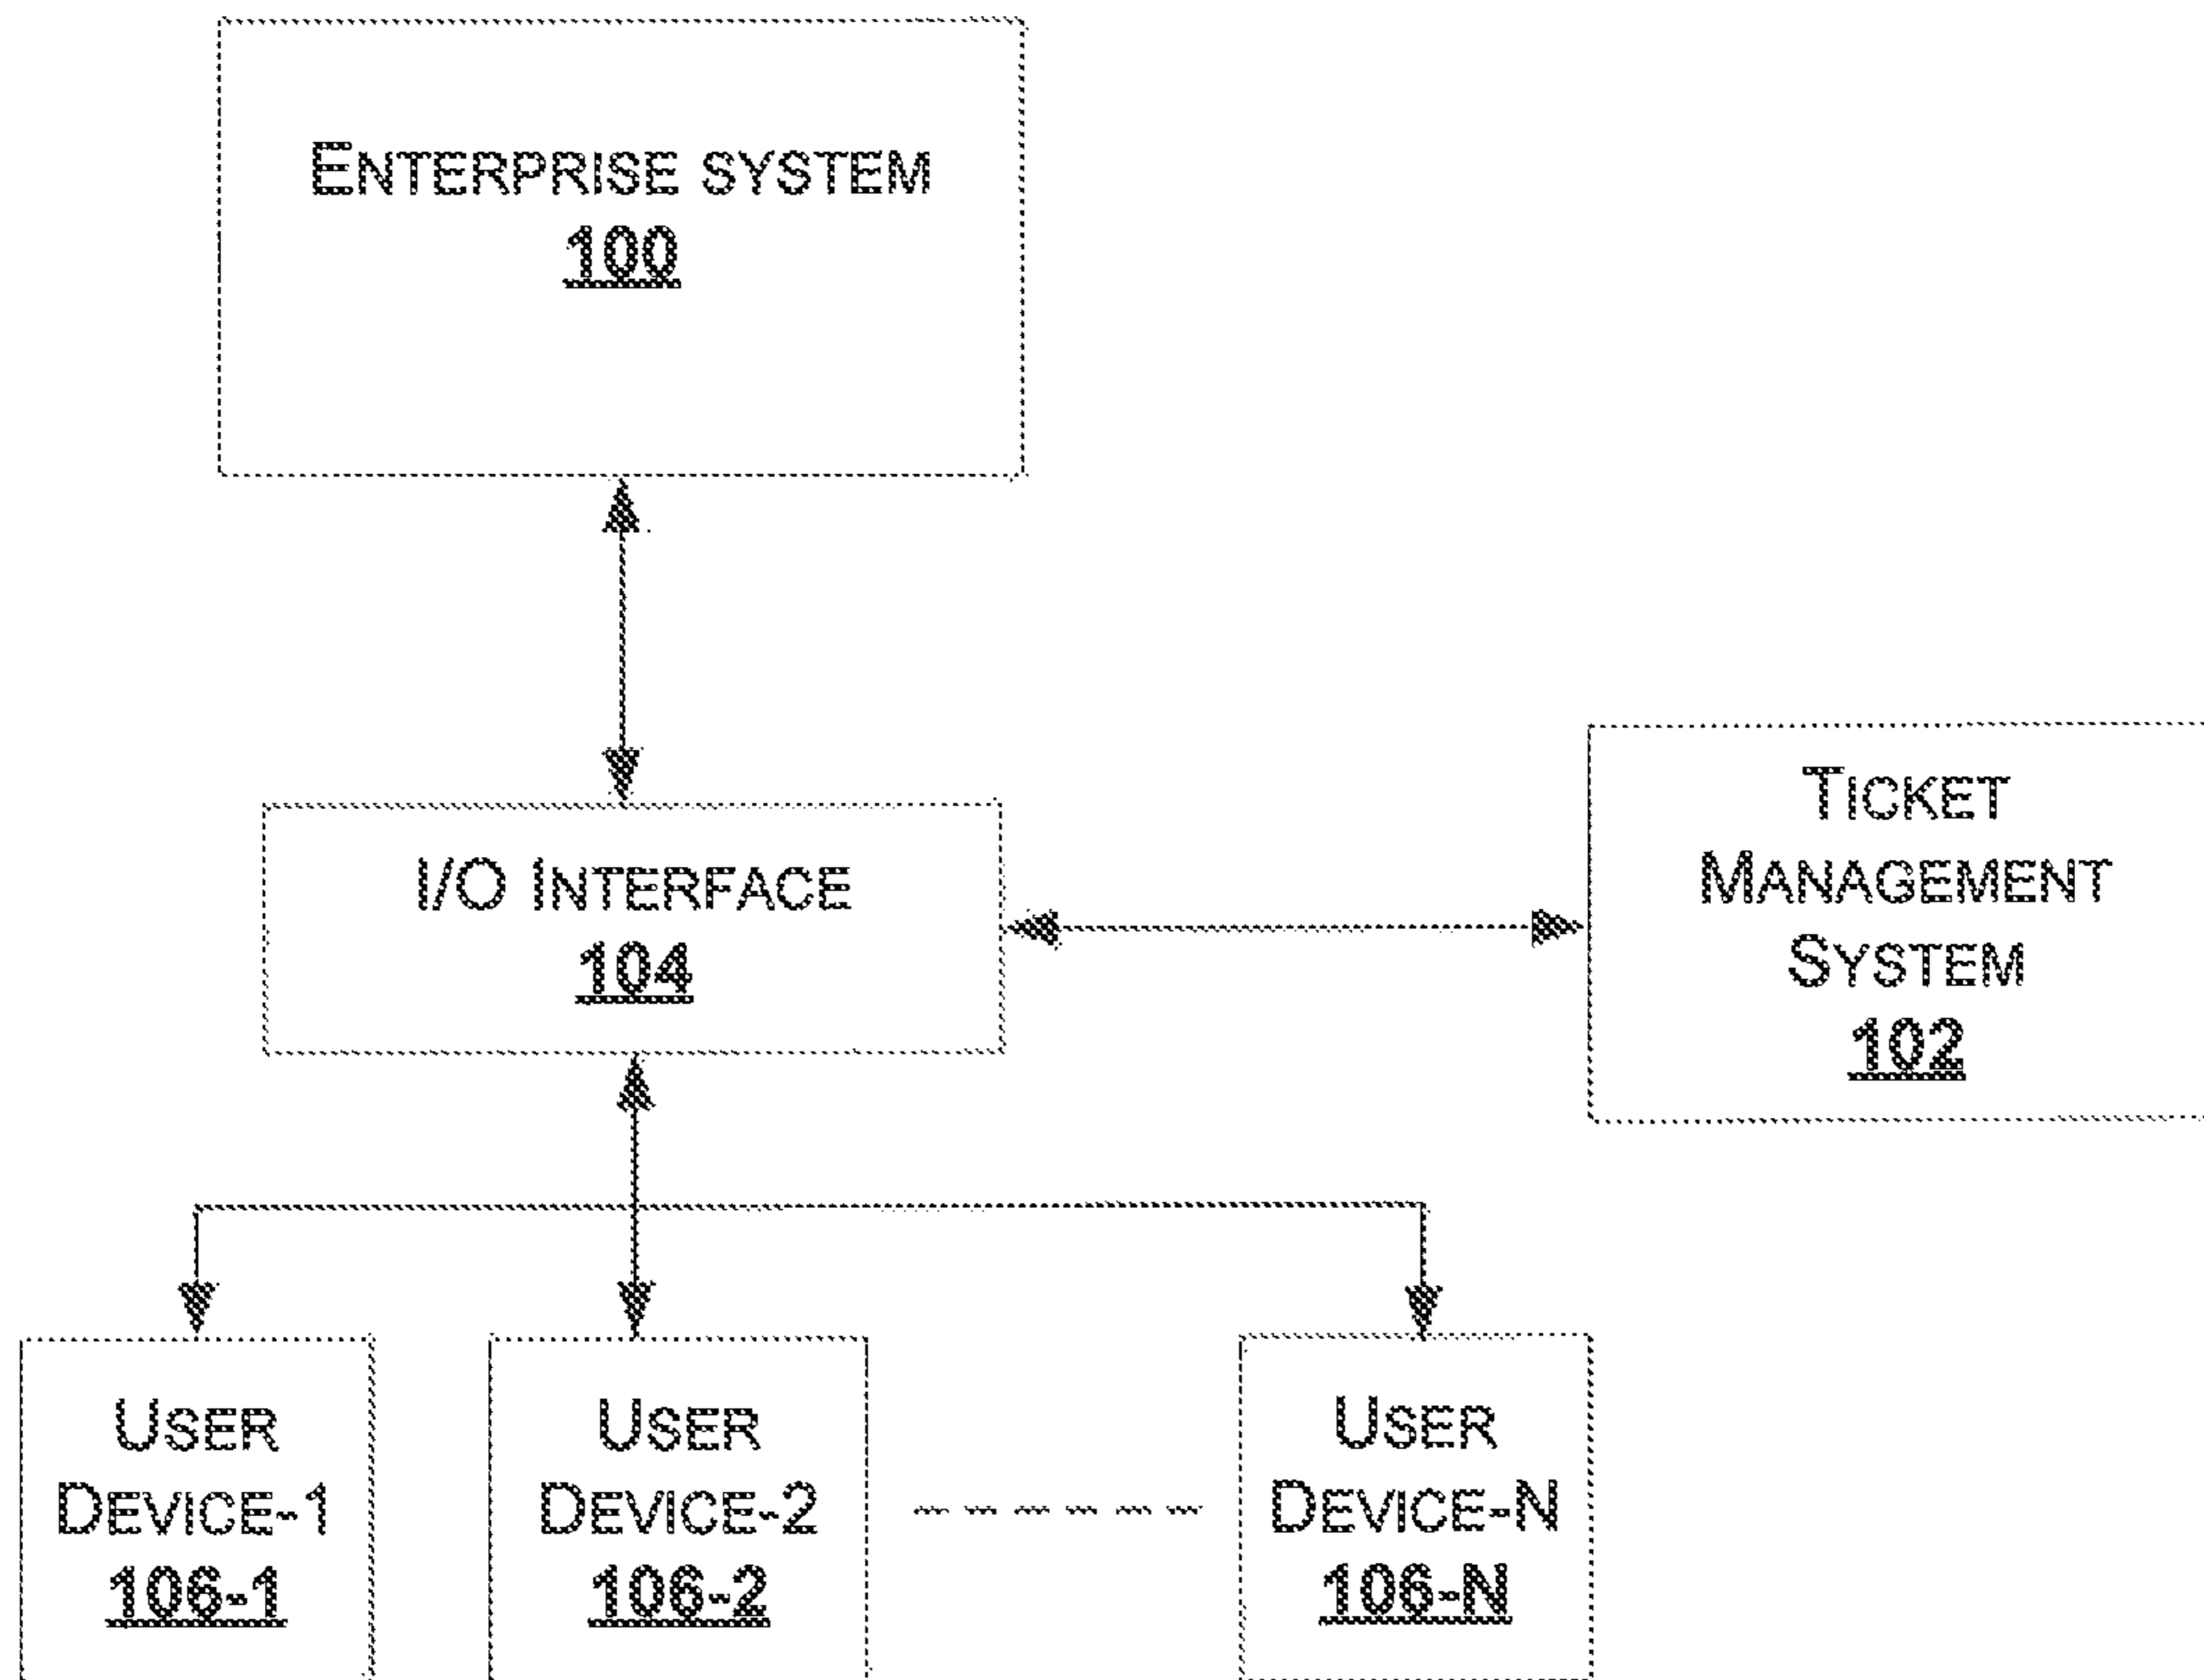 ENTERPRISE SYSTEM
100
I/O INTERFACE
104
TICKET
MANAGEMENT
SYSTEM
102
USER
DEVICE-1
106-1
USER
DEVICE-2
106-2
USER
DEVICE-N
106-N